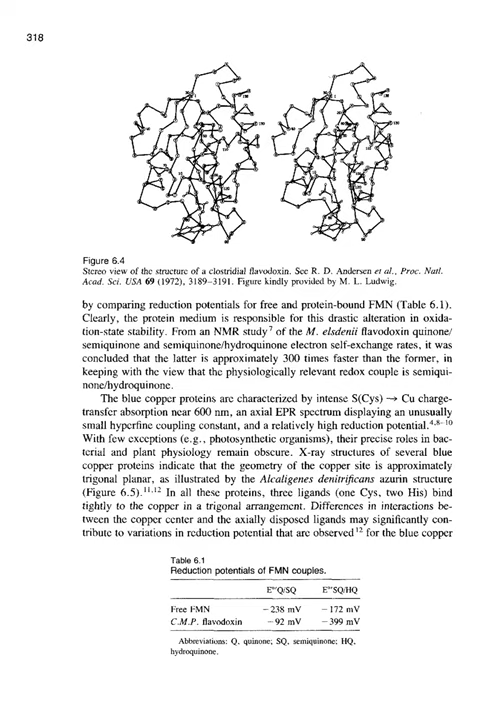 318
Figure 6.4
Stereo view of the structure of a clostridial flavodoxin. See R. D. Andersen et al., Proc. Natl.
Acad. Sci. USA 69 (1972), 3189-3191. Figure kindly provided by M. L. Ludwig.
by comparing reduction potentials for free and protein-bound FMN (Table 6.1).
Clearly, the protein medium is responsible for this drastic alteration in oxida-
tion-state stability. From an NMR study⁷ of the M. elsdenii flavodoxin quinone/
semiquinone and semiquinone/hydroquinone electron self-exchange rates, it was
concluded that the latter is approximately 300 times faster than the former, in
keeping with the view that the physiologically relevant redox couple is semiqui-
none/hydroquinone.
The blue copper proteins are characterized by intense S(Cys) → Cu charge-
transfer absorption near 600 nm, an axial EPR spectrum displaying an unusually
small hyperfine coupling constant, and a relatively high reduction potential.⁴,⁸⁻¹⁰
With few exceptions (e.g., photosynthetic organisms), their precise roles in bac-
terial and plant physiology remain obscure. X-ray structures of several blue
copper proteins indicate that the geometry of the copper site is approximately
trigonal planar, as illustrated by the Alcaligenes denitrificans azurin structure
(Figure 6.5).¹¹,¹² In all these proteins, three ligands (one Cys, two His) bind
tightly to the copper in a trigonal arrangement. Differences in interactions be-
tween the copper center and the axially disposed ligands may significantly con-
tribute to variations in reduction potential that are observed¹² for the blue copper
Table 6.1
Reduction potentials of FMN couples.
E°'Q/SQ E°'SQ/HQ
Free FMN −238 mV −172 mV
C.M.P. flavodoxin −92 mV −399 mV
Abbreviations: Q, quinone; SQ, semiquinone; HQ,
hydroquinone.